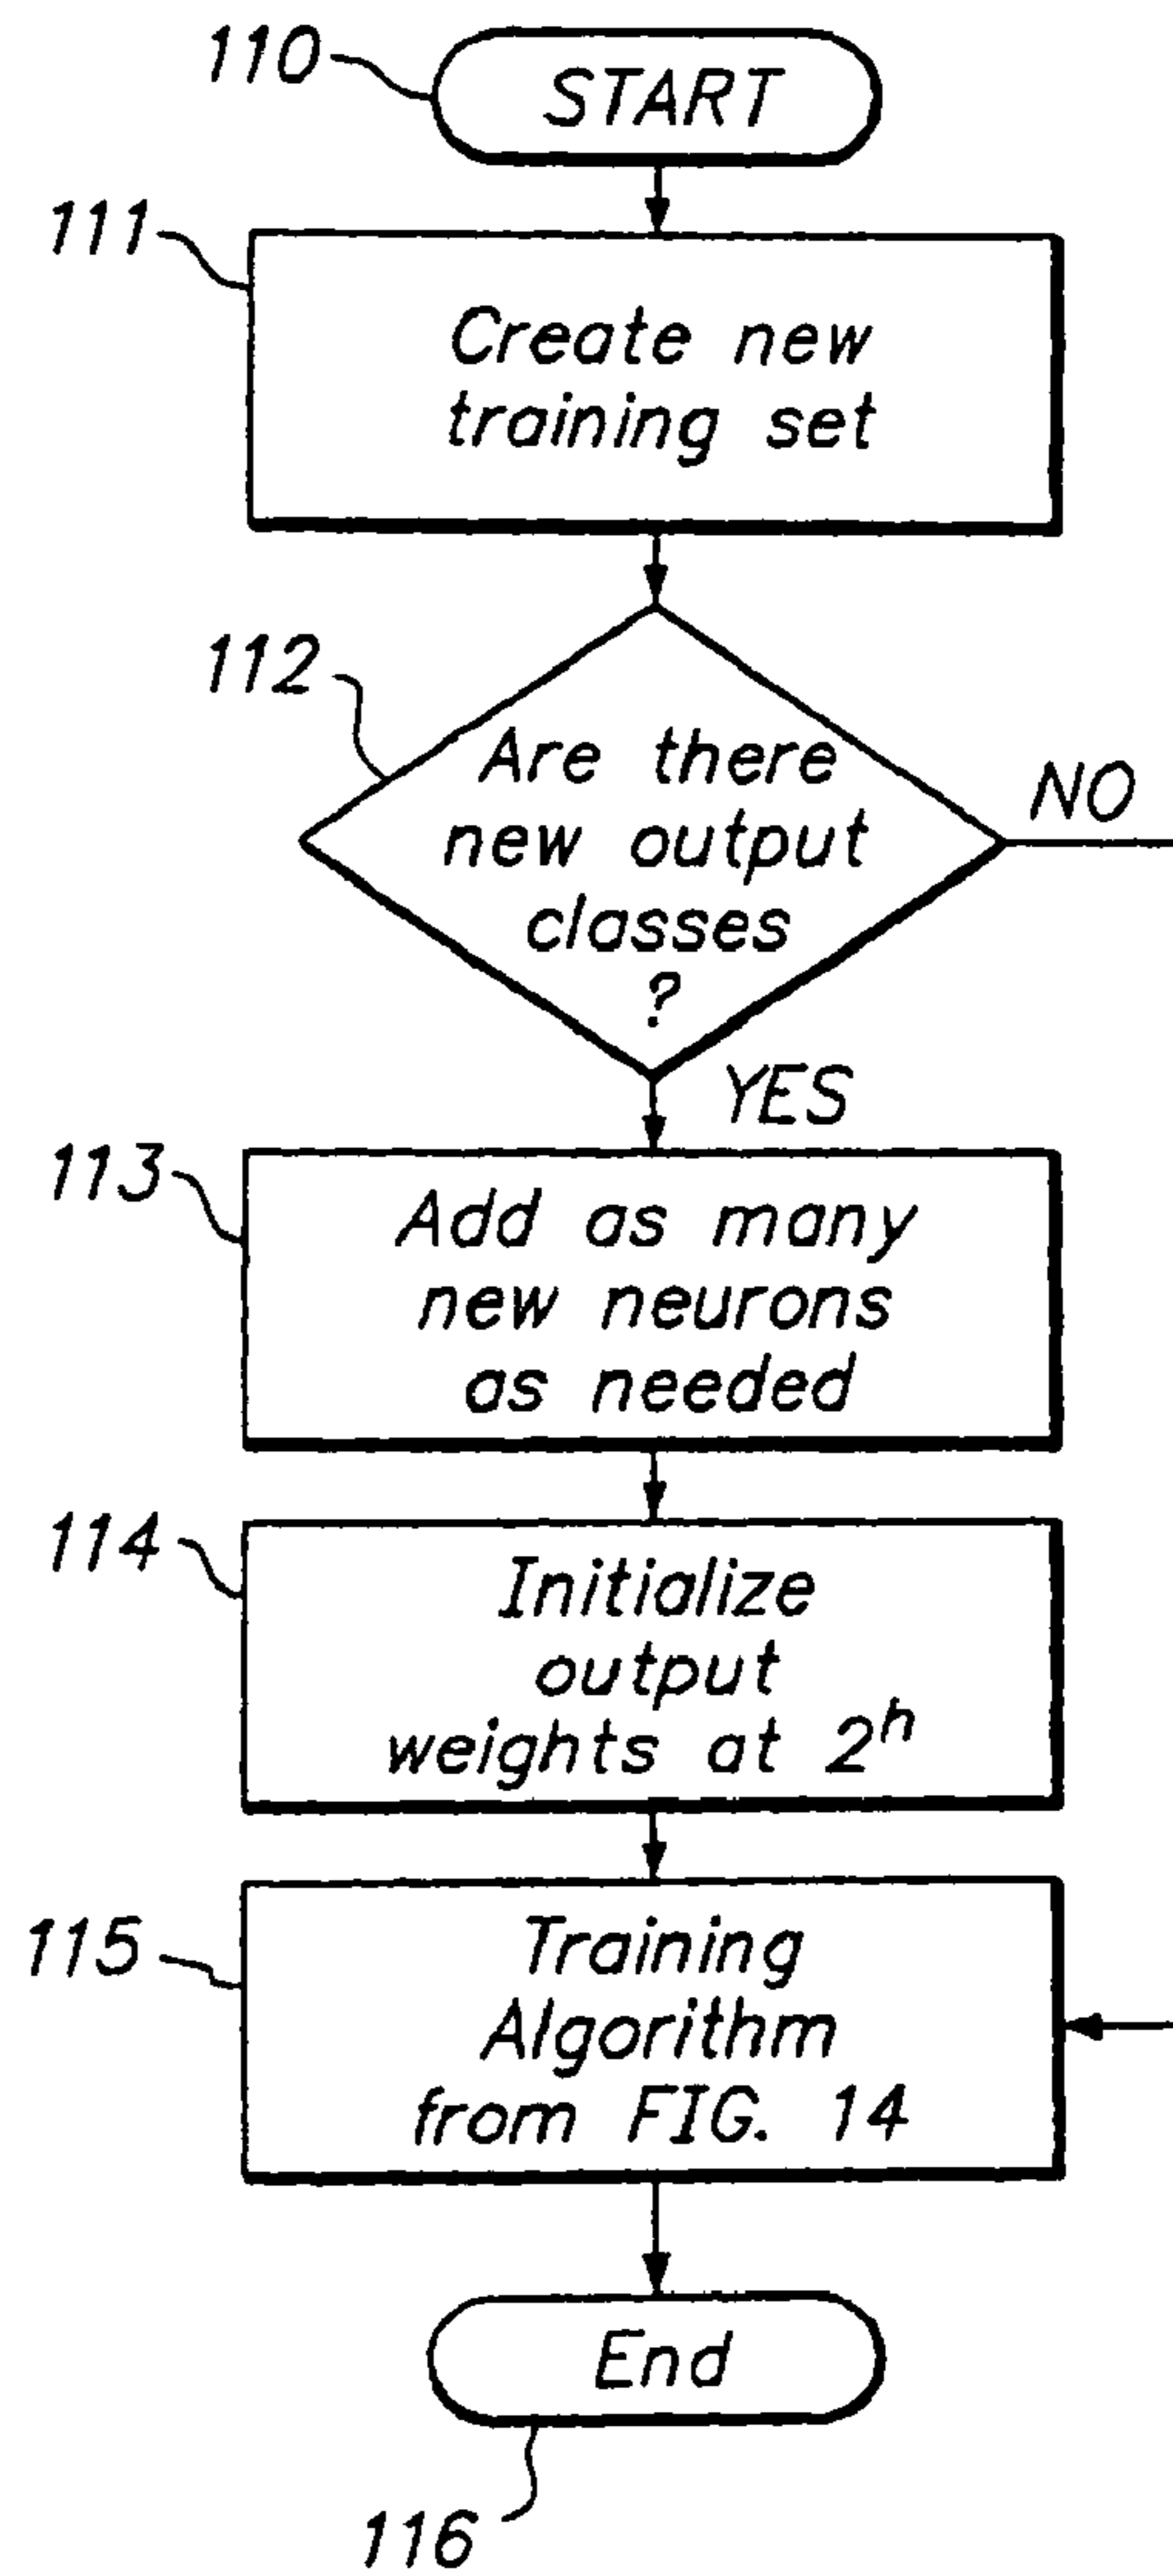 110
START
111
Create new
training set
112
Are there
new output
classes
?
NO
YES
113
Add as many
new neurons
as needed
114
Initialize
output
weights at 2^h
115
Training
Algorithm
from FIG. 14
End
116